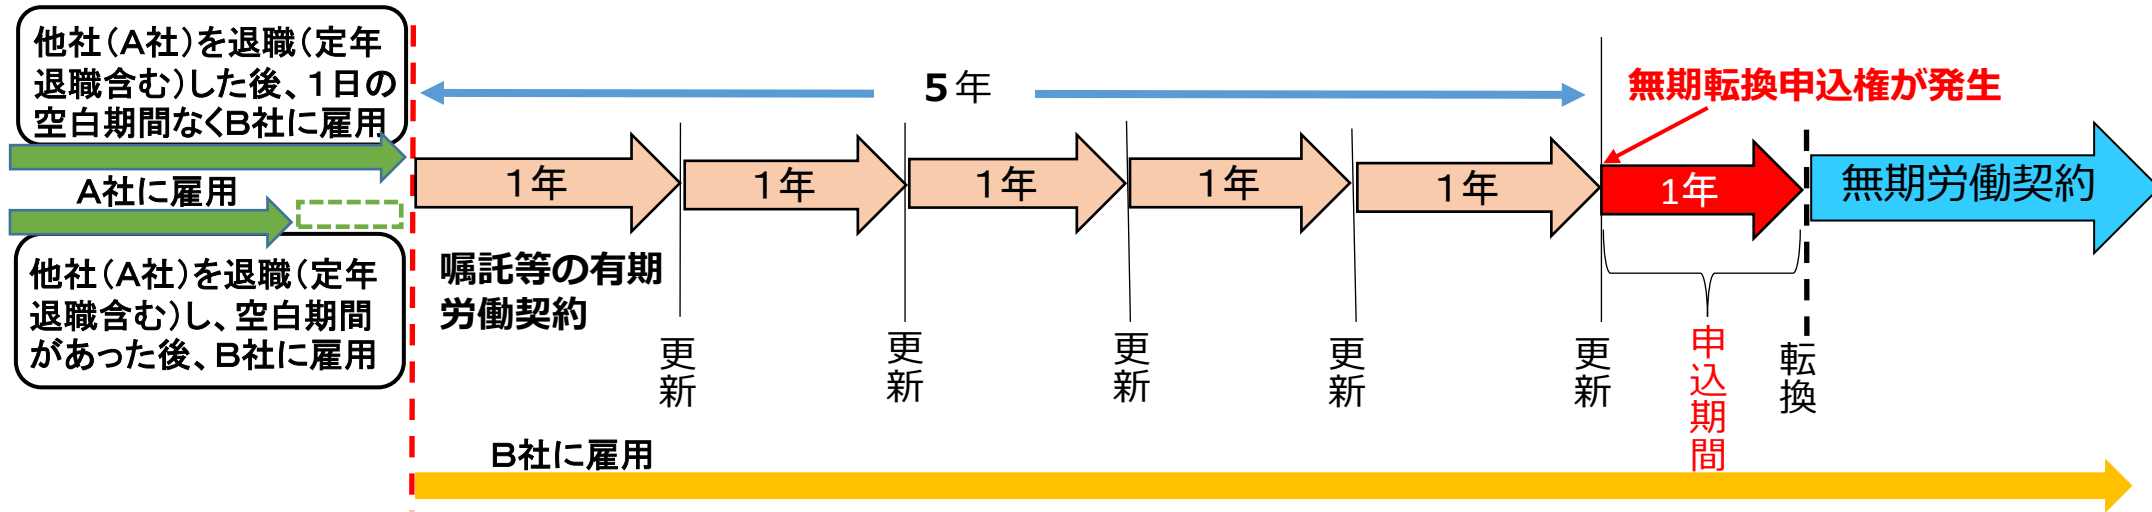 他社（A社）を退職（定年
退職含む）した後、１日の
空白期間なくB社に雇用
A社に雇用
他社（A社）を退職（定年
退職含む）し、空白期間
があった後、B社に雇用
5年
無期転換申込権が発生
１年
１年
１年
１年
１年
1年
無期労働契約
嘱託等の有期
労働契約
更新
更新
更新
更新
更新
申込期間
転換
B社に雇用